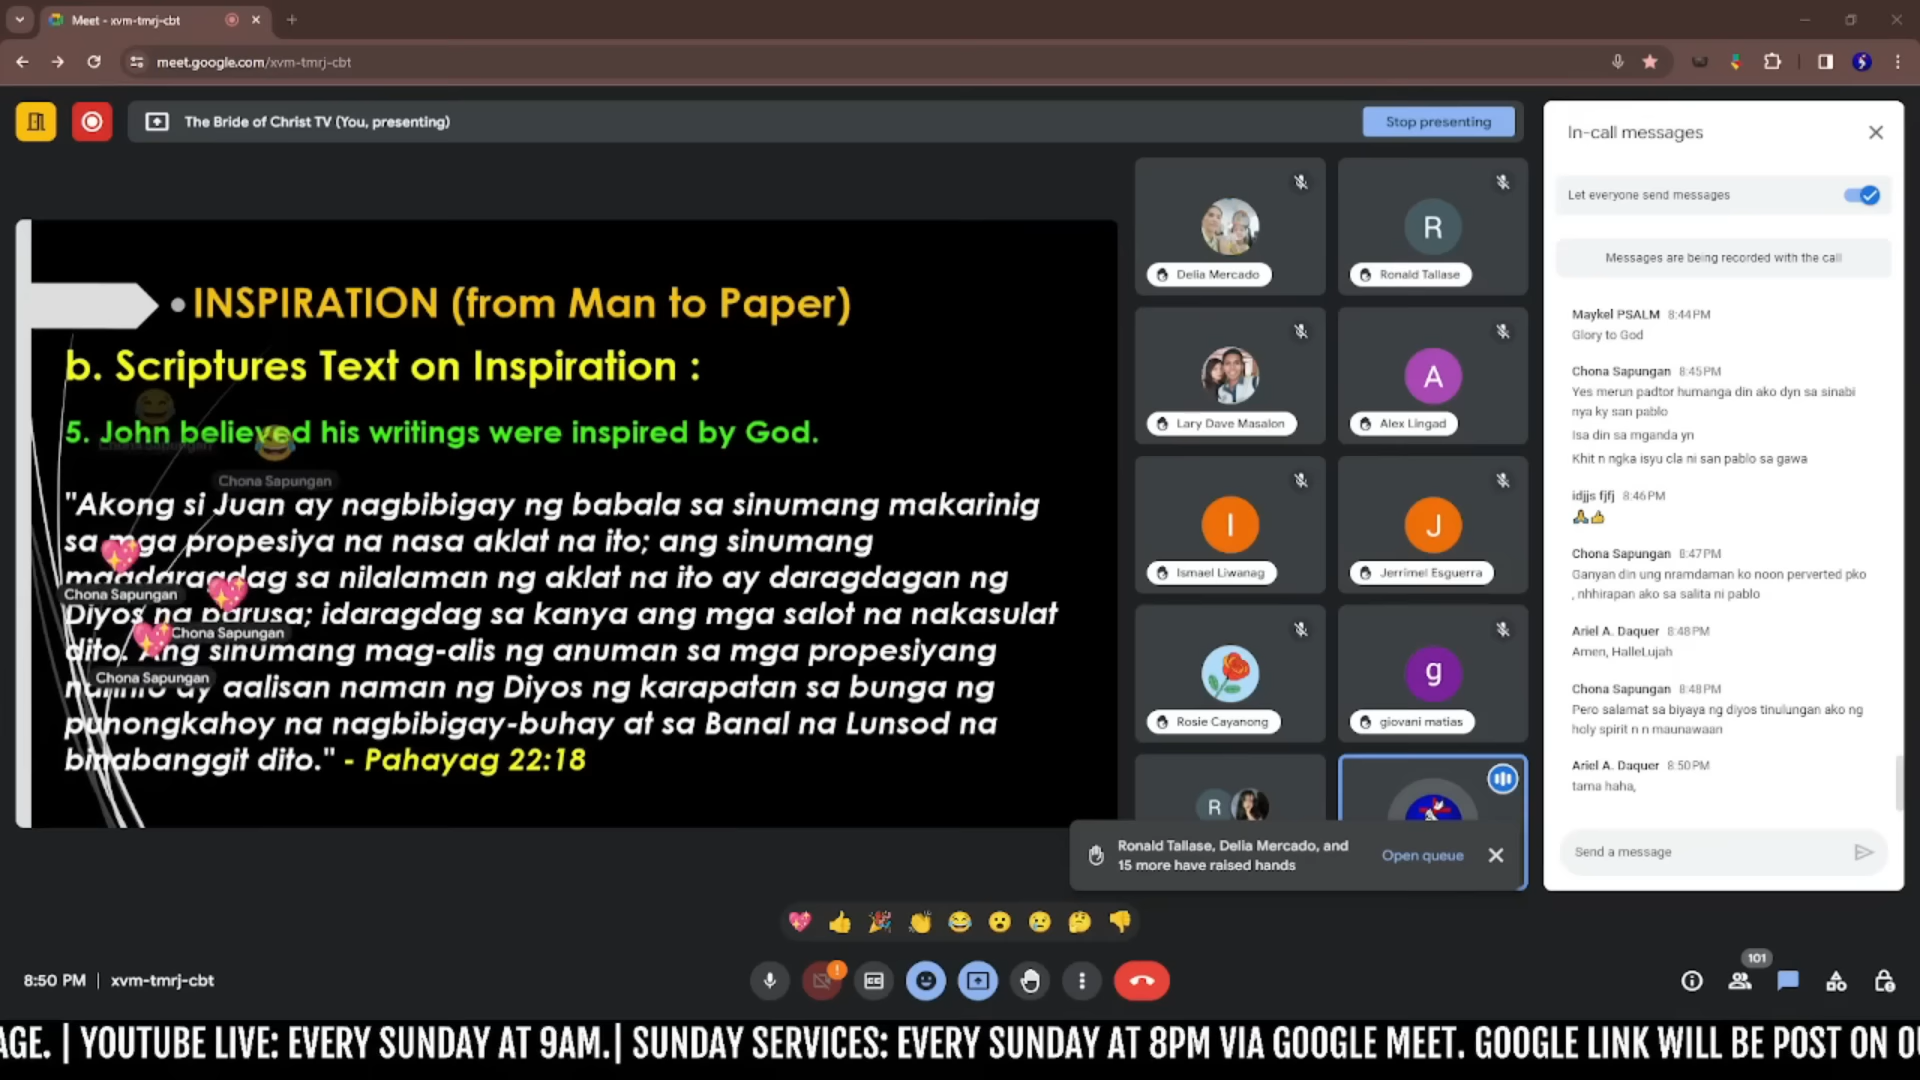 Meet - xvm-tmrj-cbt
meet.google.com/xvm-tmrj-cbt
The Bride of Christ TV (You, presenting)
Stop presenting
• INSPIRATION (from Man to Paper)
b. Scriptures Text on Inspiration :
5. John believed his writings were inspired by God.
Chona Sapungan
"Akong si Juan ay nagbibigay ng babala sa sinumang makarinig
sa mga propesiya na nasa aklat na ito; ang sinumang
magdaragdag sa nilalaman ng aklat na ito ay daragdagan ng
Chona Sapungan
Diyos na parusa; idaragdag sa kanya ang mga salot na nakasulat
Chona Sapungan
dito. Ang sinumang mag-alis ng anuman sa mga propesiyang
Chona Sapungan
ay aalisan naman ng Diyos ng karapatan sa bunga ng
punongkahoy na nagbibigay-buhay at sa Banal na Lunsod na
binabanggit dito." - Pahayag 22:18
Delia Mercado
R
Ronald Tallase
Lary Dave Masalon
A
Alex Lingad
I
Ismael Liwanag
J
Jerrimel Esguerra
Rosie Cayanong
g
giovani matias
R
Ronald Tallase, Delia Mercado, and
15 more have raised hands
Open queue
In-call messages
Let everyone send messages
Messages are being recorded with the call
Maykel PSALM 8:44 PM
Glory to God
Chona Sapungan 8:45 PM
Yes merun padtor humanga din ako dyn sa sinabi
nya ky san pablo
Isa din sa mganda yn
Khit n ngka isyu cla ni san pablo sa gawa
idjjs fjfj 8:46 PM
Chona Sapungan 8:47 PM
Ganyan din ung nramdaman ko noon perverted pko
, nhhirapan ako sa salita ni pablo
Ariel A. Daquer 8:48 PM
Amen, HalleLujah
Chona Sapungan 8:48 PM
Pero salamat sa biyaya ng diyos tinulungan ako ng
holy spirit n n maunawaan
Ariel A. Daquer 8:50 PM
tama haha,
Send a message
8:50 PM | xvm-tmrj-cbt
101
AGE. | YOUTUBE LIVE: EVERY SUNDAY AT 9AM.| SUNDAY SERVICES: EVERY SUNDAY AT 8PM VIA GOOGLE MEET. GOOGLE LINK WILL BE POST ON